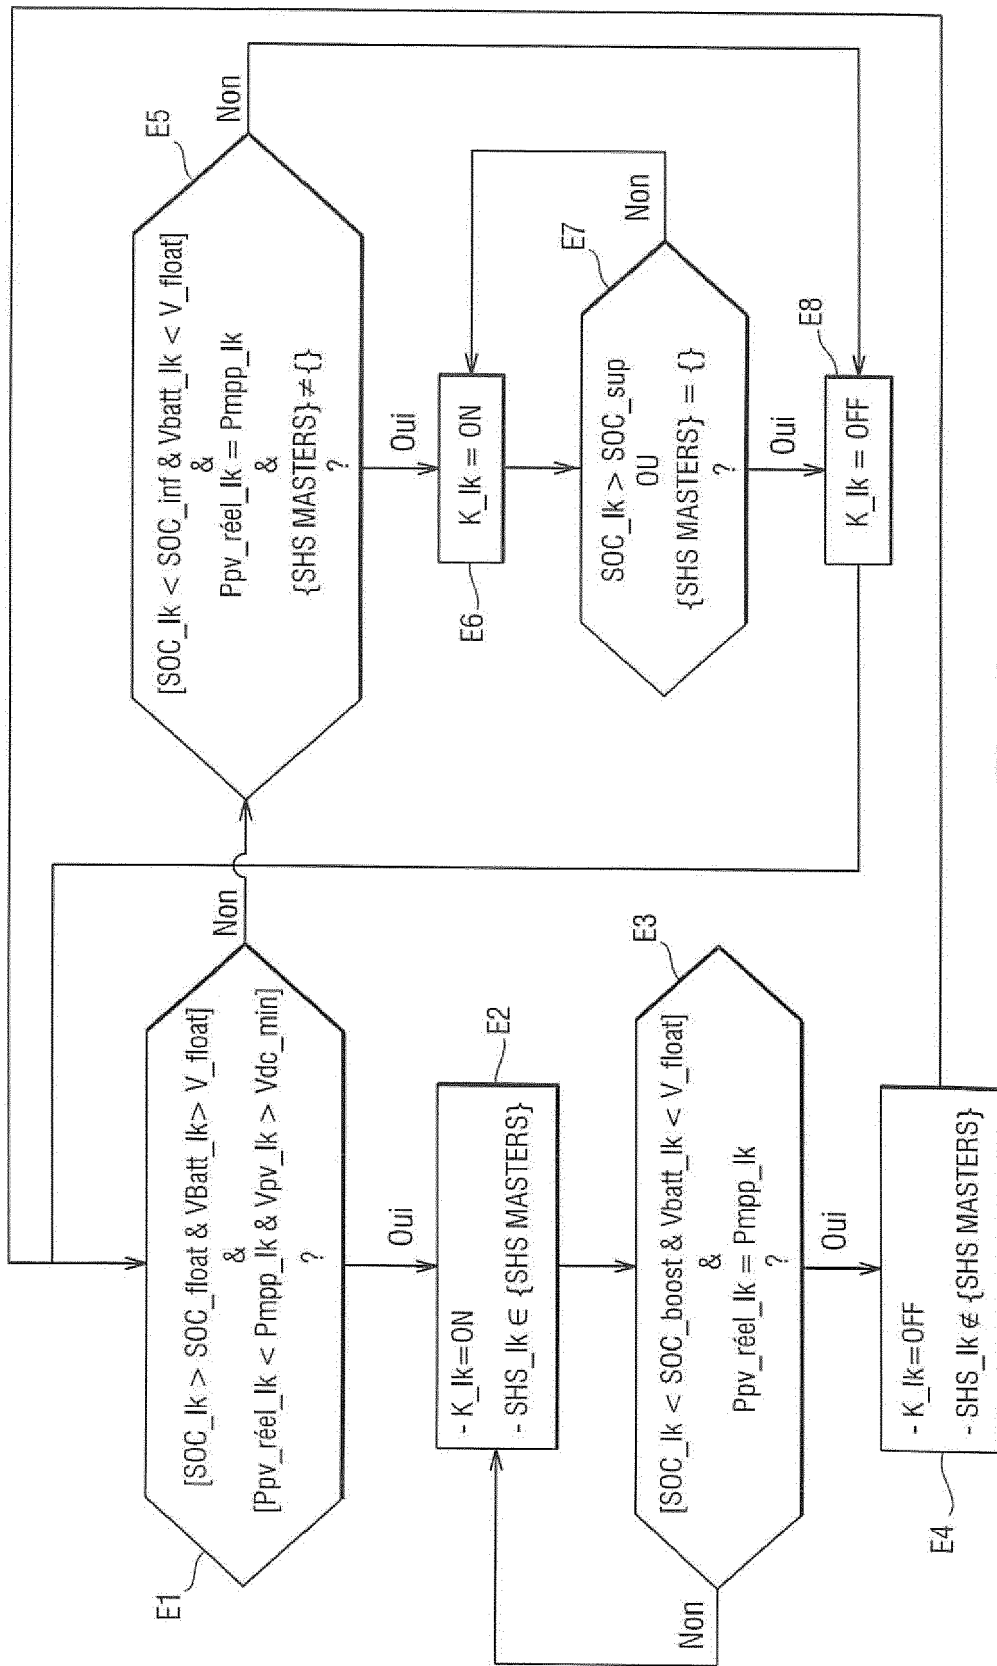 E1
[SOC_Ik > SOC_float & VBatt_Ik> V_float]
&
[Ppv_réel_Ik < Pmpp_Ik & Vpv_Ik > Vdc_min]
?
Non
Oui
E2
- K_Ik=ON
- SHS_Ik ∈ {SHS MASTERS}
E3
[SOC_Ik < SOC_boost & Vbatt_Ik < V_float]
&
Ppv_réel_Ik = Pmpp_Ik
?
Non
Oui
E4
- K_Ik=OFF
- SHS_Ik ∉ {SHS MASTERS}
E5
[SOC_Ik < SOC_inf & Vbatt_Ik < V_float]
&
Ppv_réel_Ik = Pmpp_Ik
&
{SHS MASTERS} ≠ {}
?
Non
Oui
E6
K_Ik = ON
E7
SOC_Ik > SOC_sup
OU
{SHS MASTERS} = {}
?
Non
Oui
E8
K_Ik = OFF